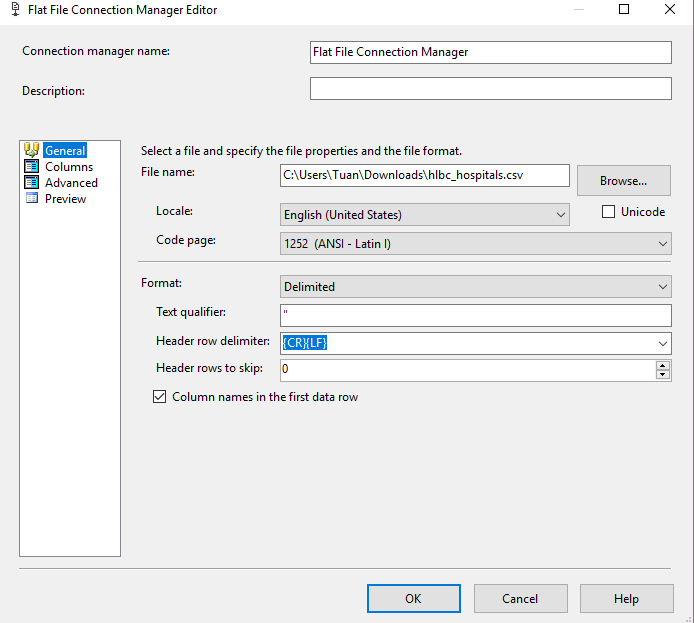 Flat File Connection Manager Editor
Connection manager name: Flat File Connection Manager
Description:
General
Columns
Advanced
Preview
Select a file and specify the file properties and the file format.
File name: C:\Users\Tuan\Downloads\hlbc_hospitals.csv Browse...
Locale: English (United States) Unicode
Code page: 1252 (ANSI - Latin I)
Format: Delimited
Text qualifier: "
Header row delimiter: {CR}{LF}
Header rows to skip: 0
Column names in the first data row
OK Cancel Help